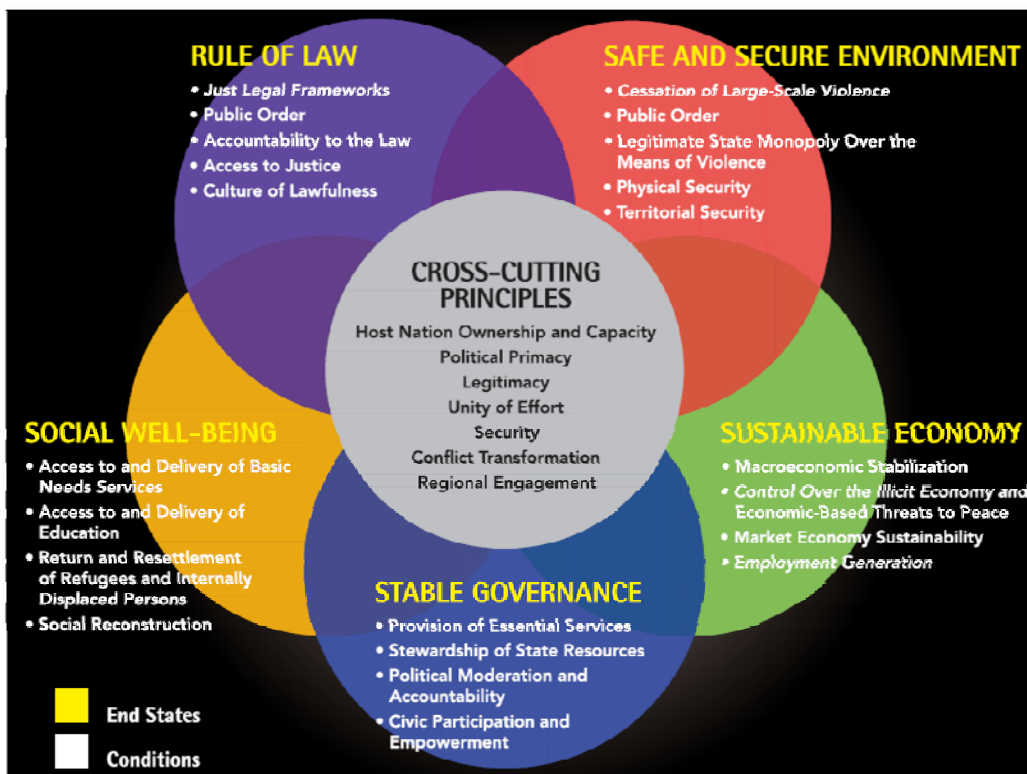 RULE OF LAW
• Just Legal Frameworks
• Public Order
• Accountability to the Law
• Access to Justice
• Culture of Lawfulness
SAFE AND SECURE ENVIRONMENT
• Cessation of Large-Scale Violence
• Public Order
• Legitimate State Monopoly Over the
Means of Violence
• Physical Security
• Territorial Security
CROSS-CUTTING
PRINCIPLES
Host Nation Ownership and Capacity
Political Primacy
Legitimacy
Unity of Effort
Security
Conflict Transformation
Regional Engagement
SOCIAL WELL-BEING
• Access to and Delivery of Basic
Needs Services
• Access to and Delivery of
Education
• Return and Resettlement
of Refugees and Internally
Displaced Persons
• Social Reconstruction
SUSTAINABLE ECONOMY
• Macroeconomic Stabilization
• Control Over the Illicit Economy and
Economic-Based Threats to Peace
• Market Economy Sustainability
• Employment Generation
STABLE GOVERNANCE
• Provision of Essential Services
• Stewardship of State Resources
• Political Moderation and
Accountability
• Civic Participation and
Empowerment
End States
Conditions